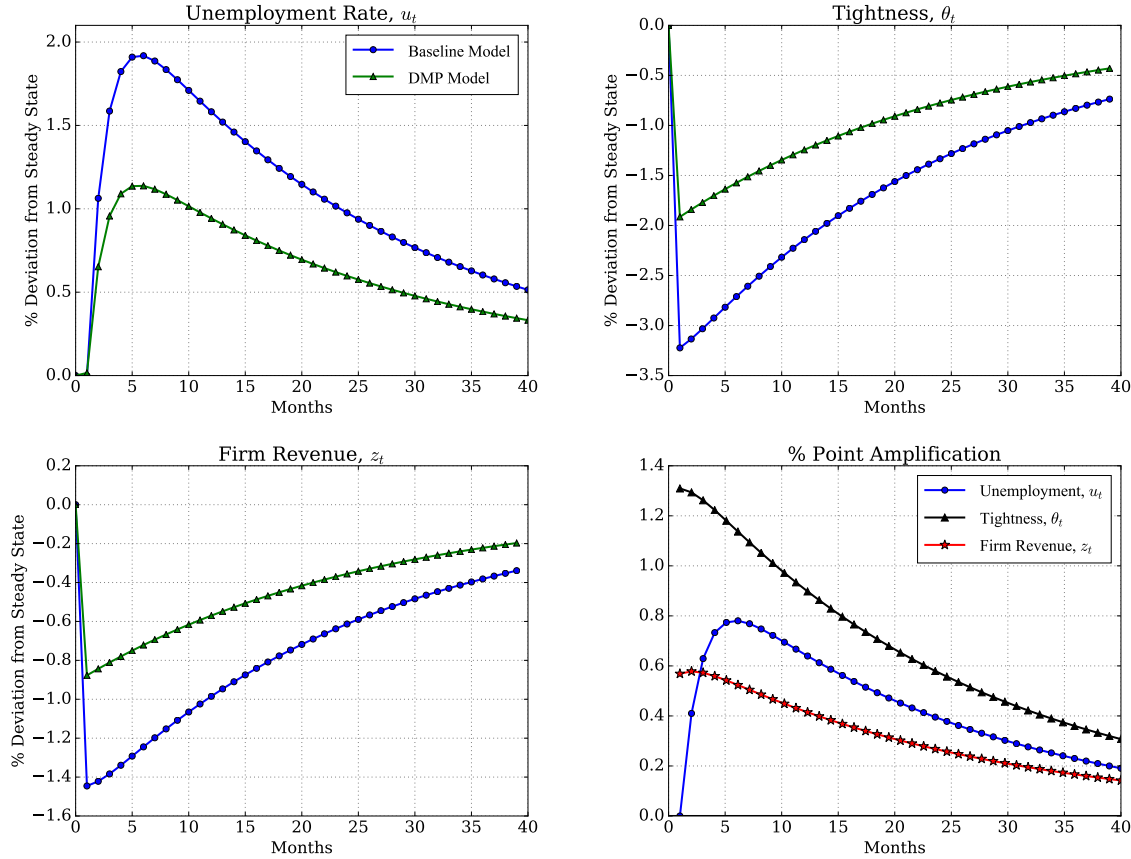 Unemployment Rate, u_t
% Deviation from Steady State
2.0
1.5
1.0
0.5
0.0
Baseline Model
DMP Model
0 5 10 15 20 25 30 35 40
Months
Tightness, θ_t
% Deviation from Steady State
0.0
−0.5
−1.0
−1.5
−2.0
−2.5
−3.0
−3.5
0 5 10 15 20 25 30 35 40
Months
Firm Revenue, z_t
% Deviation from Steady State
0.2
0.0
−0.2
−0.4
−0.6
−0.8
−1.0
−1.2
−1.4
−1.6
0 5 10 15 20 25 30 35 40
Months
% Point Amplification
1.4
1.2
1.0
0.8
0.6
0.4
0.2
0.0
Unemployment, u_t
Tightness, θ_t
Firm Revenue, z_t
0 5 10 15 20 25 30 35 40
Months